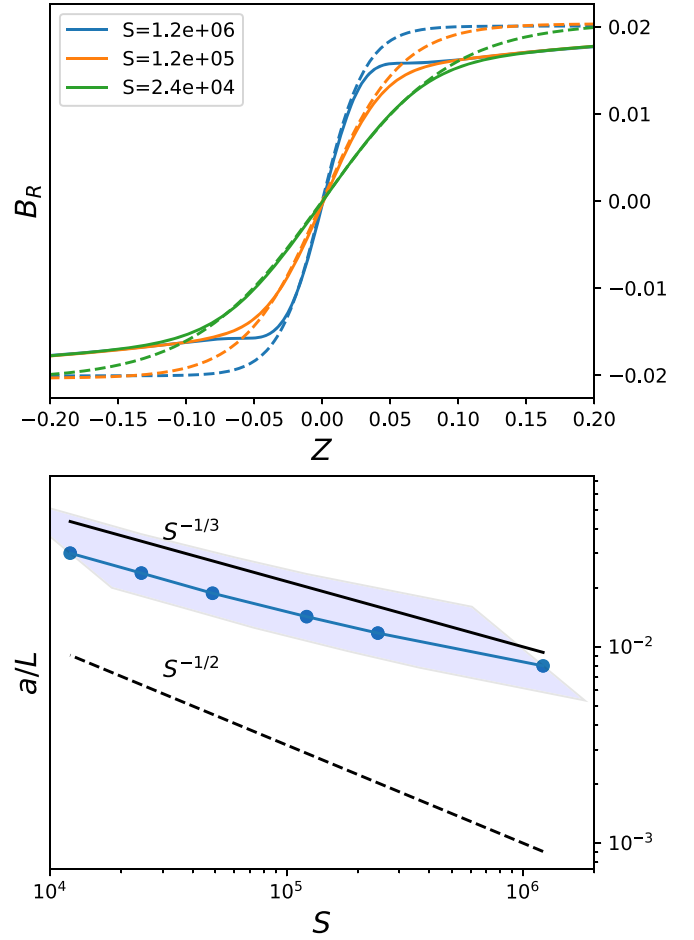 S=1.2e+06
S=1.2e+05
S=2.4e+04
B_R
0.02
0.01
0.00
−0.01
−0.02
−0.20 −0.15 −0.10 −0.05 0.00 0.05 0.10 0.15 0.20
Z
S^{-1/3}
S^{-1/2}
a/L
10^{-2}
10^{-3}
10^4 10^5 10^6
S